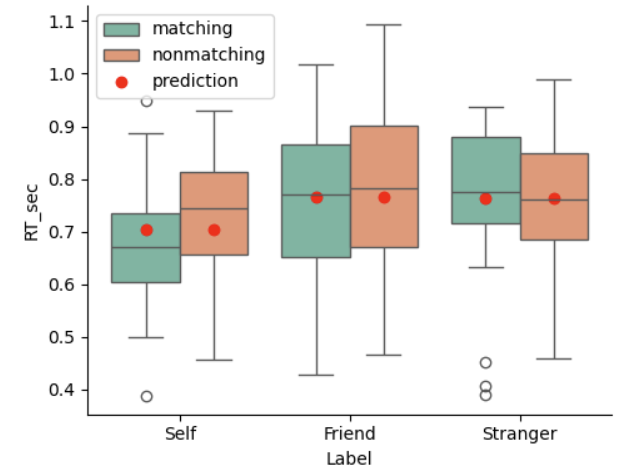 matching
nonmatching
prediction
1.1
1.0
0.9
0.8
0.7
0.6
0.5
0.4
RT_sec
Self
Friend
Stranger
Label